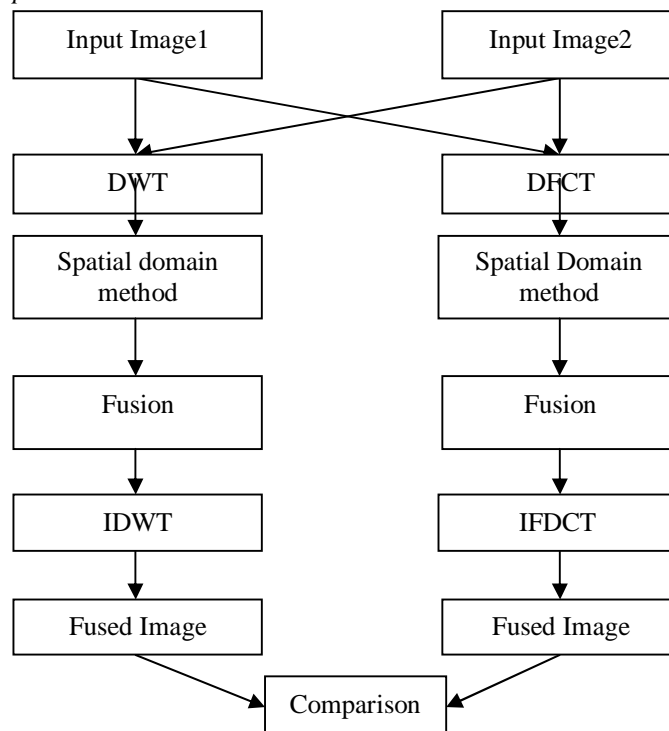 Input Image1
Input Image2
DWT
DFCT
Spatial domain
method
Spatial Domain
method
Fusion
Fusion
IDWT
IFDCT
Fused Image
Fused Image
Comparison